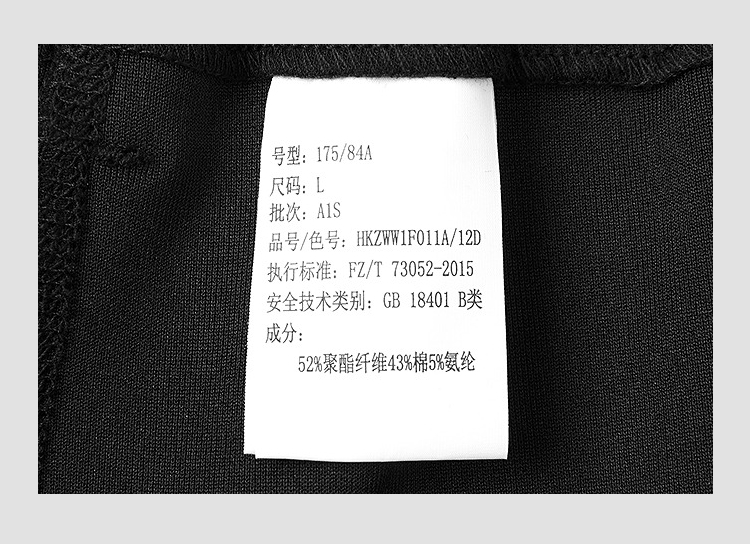 号型: 175/84A
尺码: L
批次: A1S
品号/色号: HKZWW1F011A/12D
执行标准: FZ/T 73052-2015
安全技术类别: GB 18401 B类
成分:
52%聚酯纤维43%棉5%氨纶